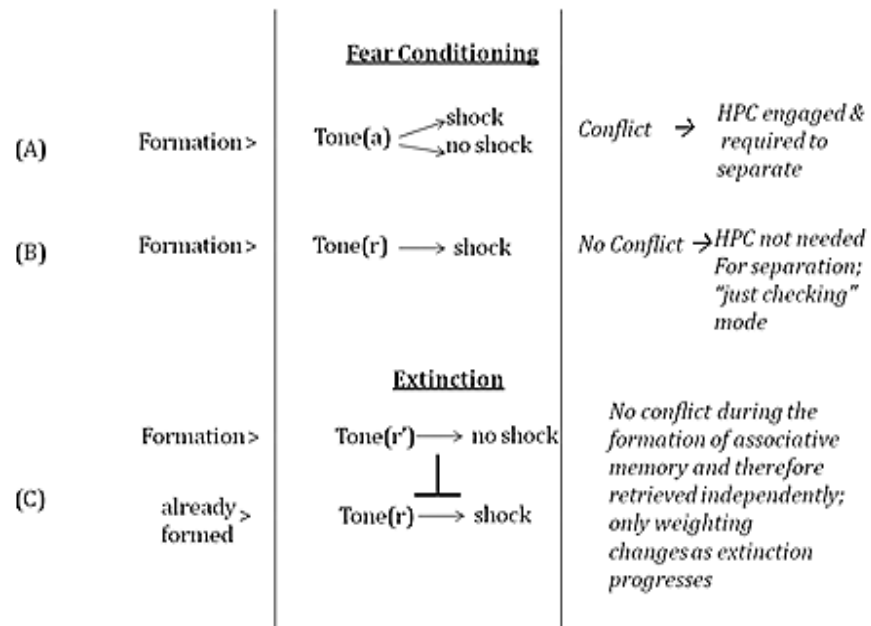 Fear Conditioning
(A)
Formation >
Tone(a)
shock
no shock
Conflict →
HPC engaged &
required to
separate
(B)
Formation>
Tone(r) → shock
No Conflict →
HPC not needed
For separation;
"just checking"
mode
Extinction
(C)
Formation>
Tone(r') → no shock
already >
formed
Tone(r) → shock
No conflict during the
formation of associative
memory and therefore
retrieved independently;
only weighting
changes as extinction
progresses